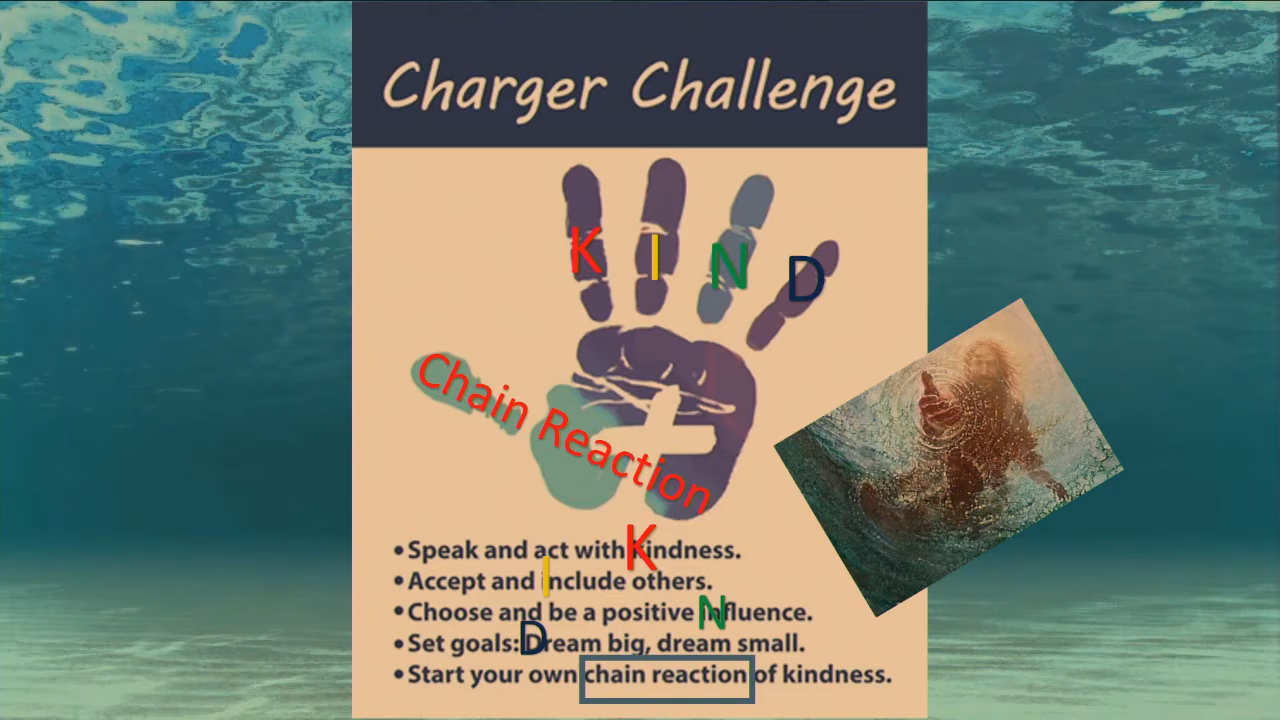 Charger Challenge
K I N D
Chain Reaction
• Speak and act with Kindness.
• Accept and Include others.
• Choose and be a positive INfluence.
• Set goals: Dream big, dream small.
• Start your own chain reaction of kindness.